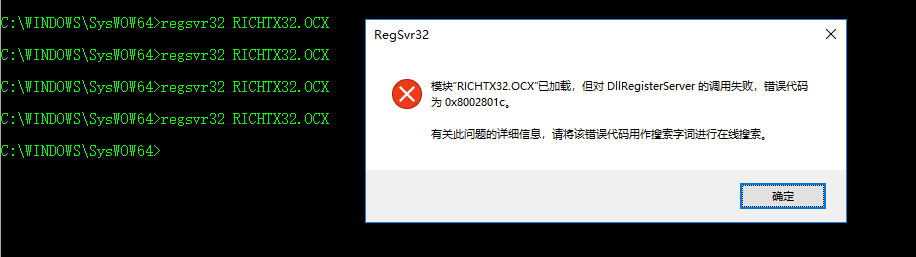 C:\WINDOWS\SysWOW64>regsvr32 RICHTX32.OCX
C:\WINDOWS\SysWOW64>regsvr32 RICHTX32.OCX
C:\WINDOWS\SysWOW64>regsvr32 RICHTX32.OCX
C:\WINDOWS\SysWOW64>regsvr32 RICHTX32.OCX
C:\WINDOWS\SysWOW64>
RegSvr32
模块“RICHTX32.OCX”已加载，但对 DllRegisterServer 的调用失败，错误代码
为 0x8002801c。
有关此问题的详细信息，请将该错误代码用作搜索字词进行在线搜索。
确定